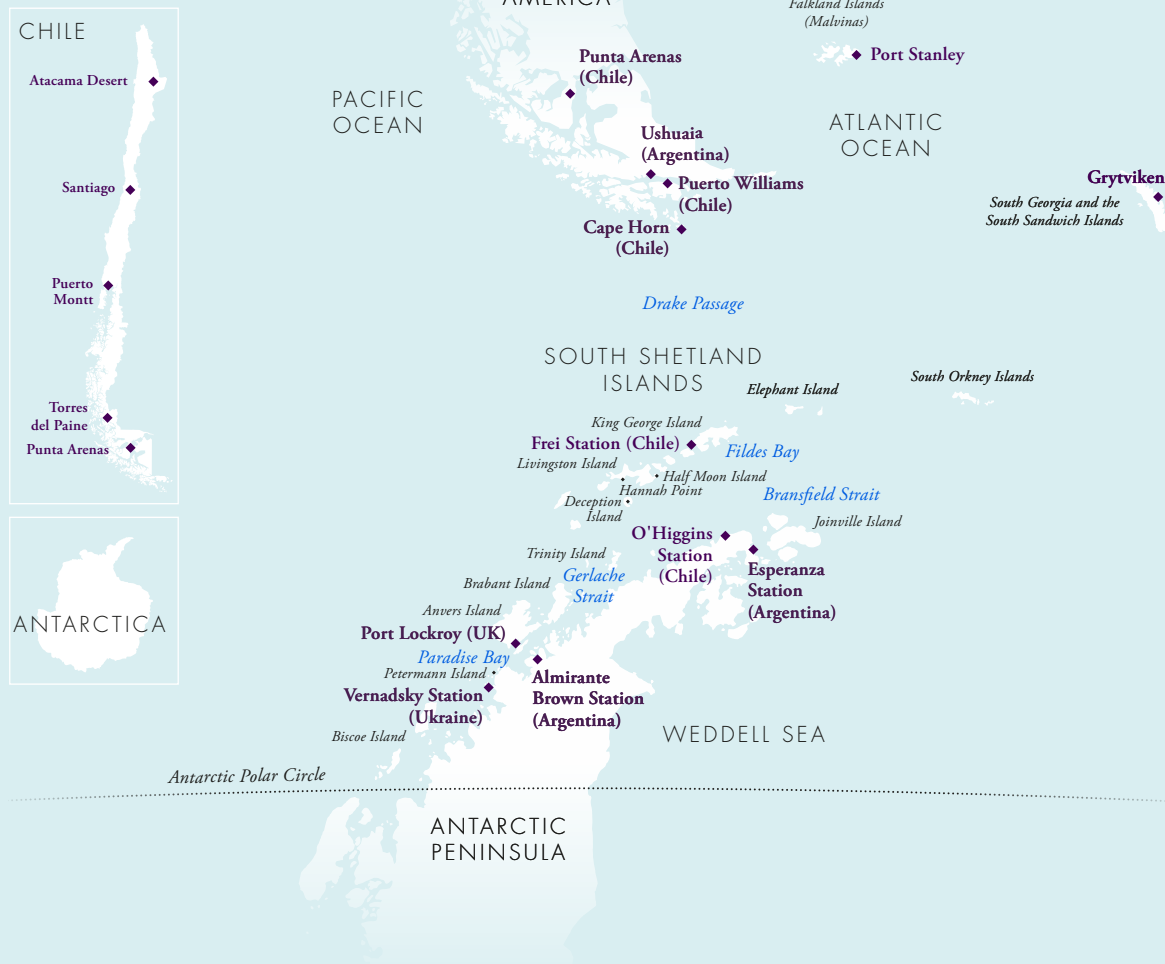 CHILE
Atacama Desert
Santiago
Puerto
Montt
Torres
del Paine
Punta Arenas
ANTARCTICA
AMERICA
Falkland Islands
(Malvinas)
Port Stanley
Punta Arenas
(Chile)
PACIFIC
OCEAN
ATLANTIC
OCEAN
Ushuaia
(Argentina)
Puerto Williams
(Chile)
Grytviken
South Georgia and the
South Sandwich Islands
Cape Horn
(Chile)
Drake Passage
SOUTH SHETLAND
ISLANDS
Elephant Island
South Orkney Islands
King George Island
Frei Station (Chile)
Fildes Bay
Livingston Island
Half Moon Island
Hannah Point
Bransfield Strait
Deception
Island
Joinville Island
O'Higgins
Station
(Chile)
Trinity Island
Esperanza
Station
(Argentina)
Gerlache
Strait
Brabant Island
Anvers Island
Port Lockroy (UK)
Paradise Bay
Petermann Island
Almirante
Brown Station
(Argentina)
Vernadsky Station
(Ukraine)
Biscoe Island
WEDDELL SEA
Antarctic Polar Circle
ANTARCTIC
PENINSULA